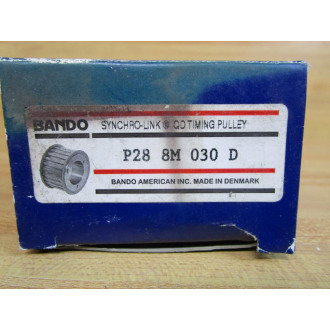 BANDO SYNCHRO-LINK ® QD TIMING PULLEY
P28 8M 030 D
BANDO AMERICAN INC. MADE IN DENMARK